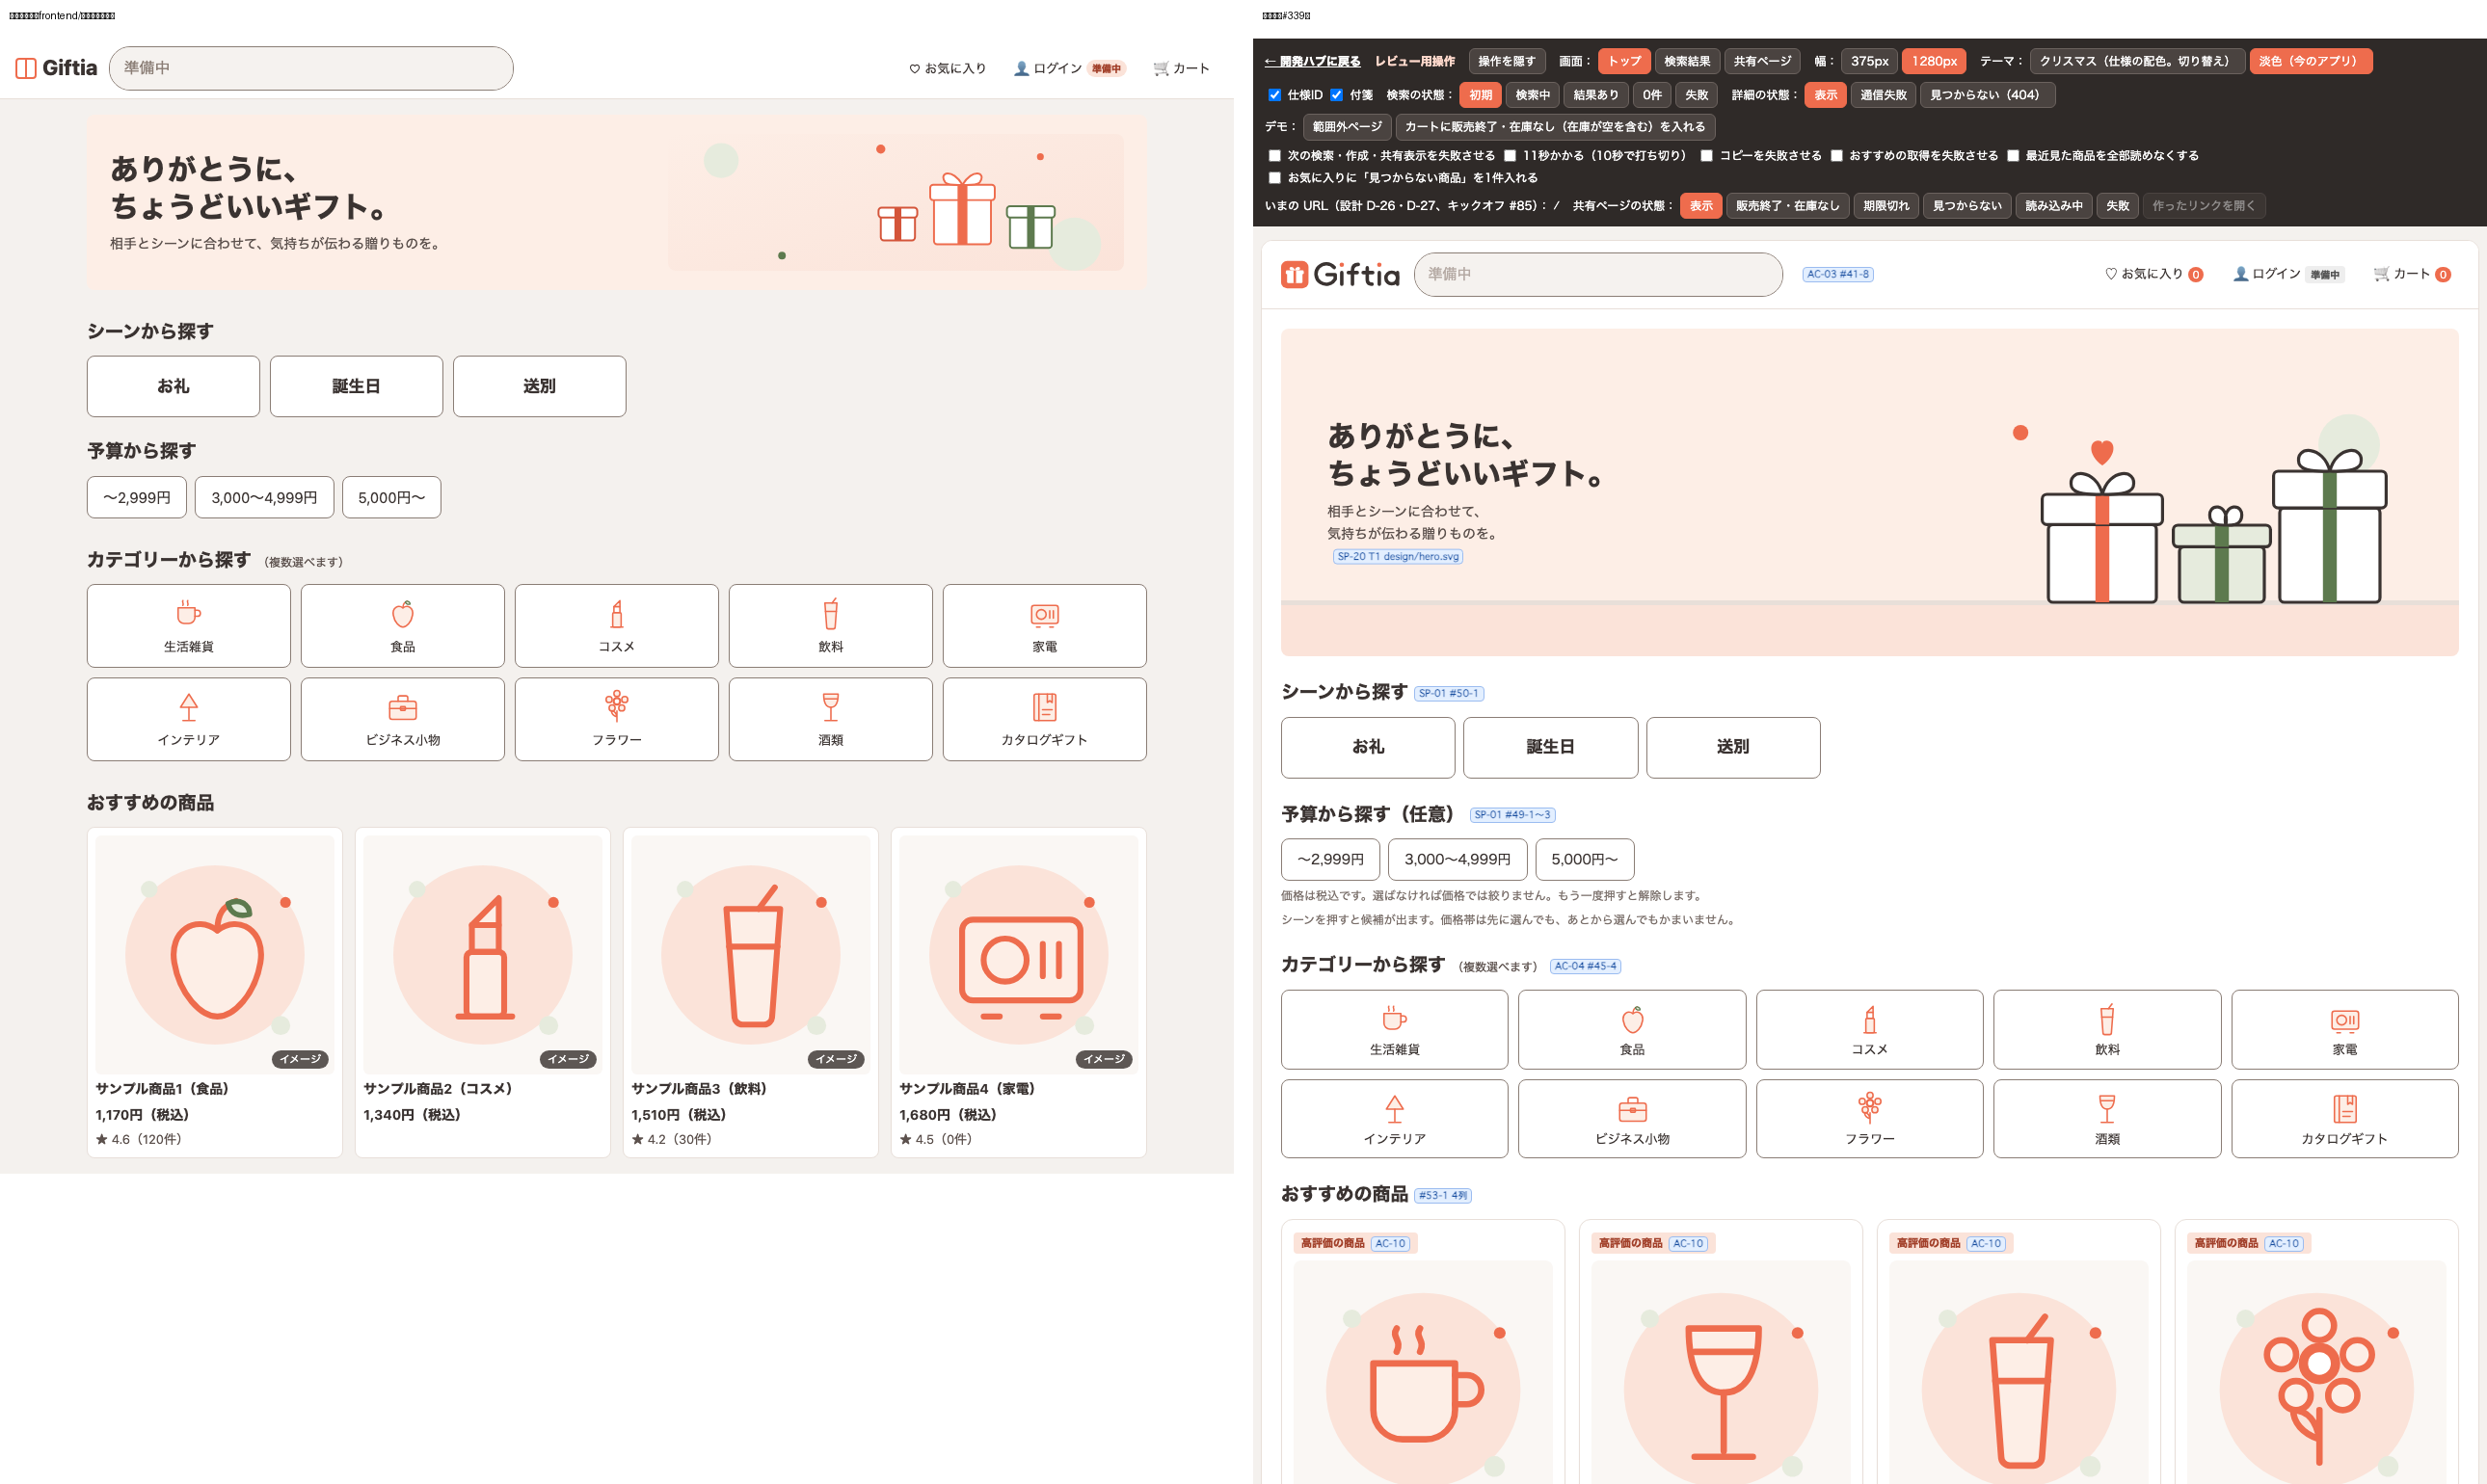 frontend/
Giftia
準備中
お気に入り
ログイン 準備中
カート
ありがとうに、
ちょうどいいギフト。
相手とシーンに合わせて、気持ちが伝わる贈りものを。
シーンから探す
お礼
誕生日
送別
予算から探す
〜2,999円
3,000〜4,999円
5,000円〜
カテゴリーから探す （複数選べます）
生活雑貨
食品
コスメ
飲料
家電
インテリア
ビジネス小物
フラワー
酒類
カタログギフト
おすすめの商品
イメージ
イメージ
イメージ
イメージ
サンプル商品1（食品）
1,170円（税込）
★ 4.6（120件）
サンプル商品2（コスメ）
1,340円（税込）
サンプル商品3（飲料）
1,510円（税込）
★ 4.2（30件）
サンプル商品4（家電）
1,680円（税込）
★ 4.5（0件）
#339
← 開発ハブに戻る レビュー用操作 操作を隠す 画面： トップ 検索結果 共有ページ 幅： 375px 1280px テーマ： クリスマス（仕様の配色。切り替え） 淡色（今のアプリ）
仕様ID 付箋 検索の状態： 初期 検索中 結果あり 0件 失敗 詳細の状態： 表示 通信失敗 見つからない（404）
デモ： 範囲外ページ カートに販売終了・在庫なし（在庫が空を含む）を入れる
次の検索・作成・共有表示を失敗させる 11秒かかる（10秒で打ち切り） コピーを失敗させる おすすめの取得を失敗させる 最近見た商品を全部読めなくする
お気に入りに「見つからない商品」を1件入れる
いまの URL（設計 D-26・D-27、キックオフ #85）： / 共有ページの状態： 表示 販売終了・在庫なし 期限切れ 見つからない 読み込み中 失敗 作ったリンクを開く
Giftia
準備中
AC-03 #41-8
♡ お気に入り 0
ログイン 準備中
カート 0
ありがとうに、
ちょうどいいギフト。
相手とシーンに合わせて、
気持ちが伝わる贈りものを。
SP-20 T1 design/hero.svg
シーンから探す SP-01 #50-1
お礼
誕生日
送別
予算から探す（任意） SP-01 #49-1〜3
〜2,999円
3,000〜4,999円
5,000円〜
価格は税込です。選ばなければ価格では絞りません。もう一度押すと解除します。
シーンを押すと候補が出ます。価格帯は先に選んでも、あとから選んでもかまいません。
カテゴリーから探す （複数選べます） AC-04 #45-4
生活雑貨
食品
コスメ
飲料
家電
インテリア
ビジネス小物
フラワー
酒類
カタログギフト
おすすめの商品 #53-1 4列
高評価の商品 AC-10
高評価の商品 AC-10
高評価の商品 AC-10
高評価の商品 AC-10